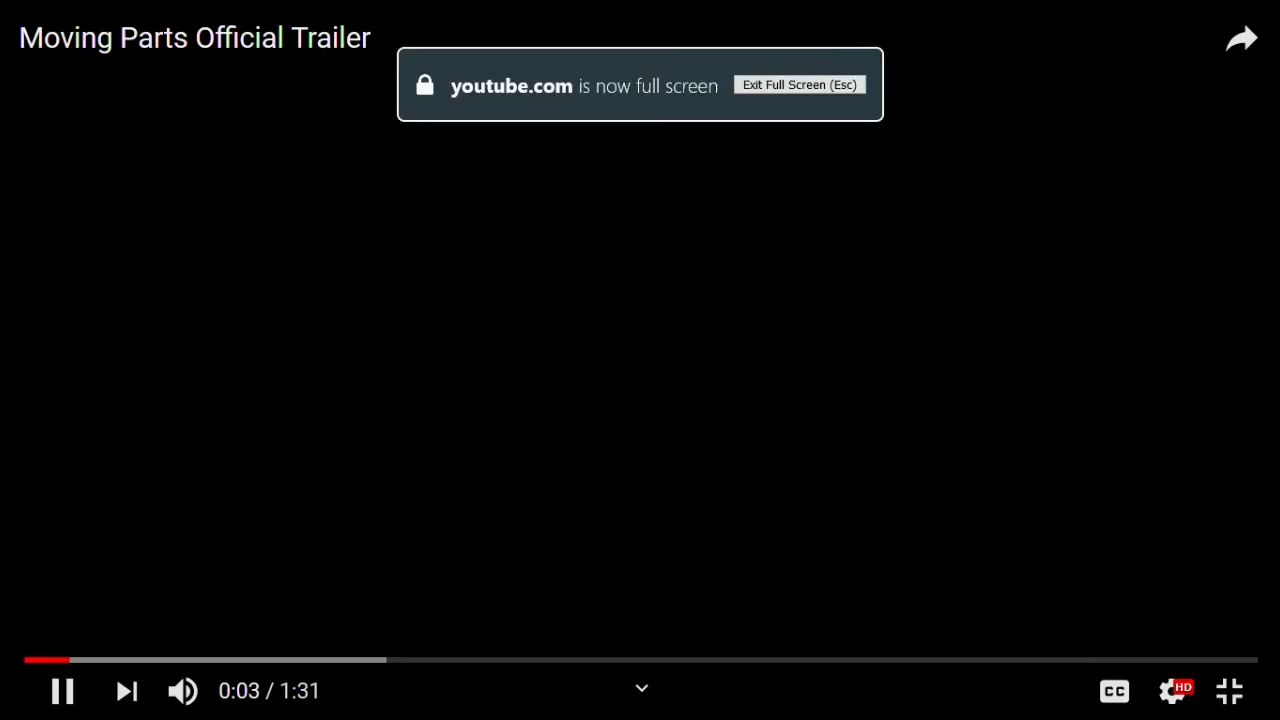 Moving Parts Official Trailer
youtube.com is now full screen Exit Full Screen (Esc)
0:03 / 1:31
CC
HD